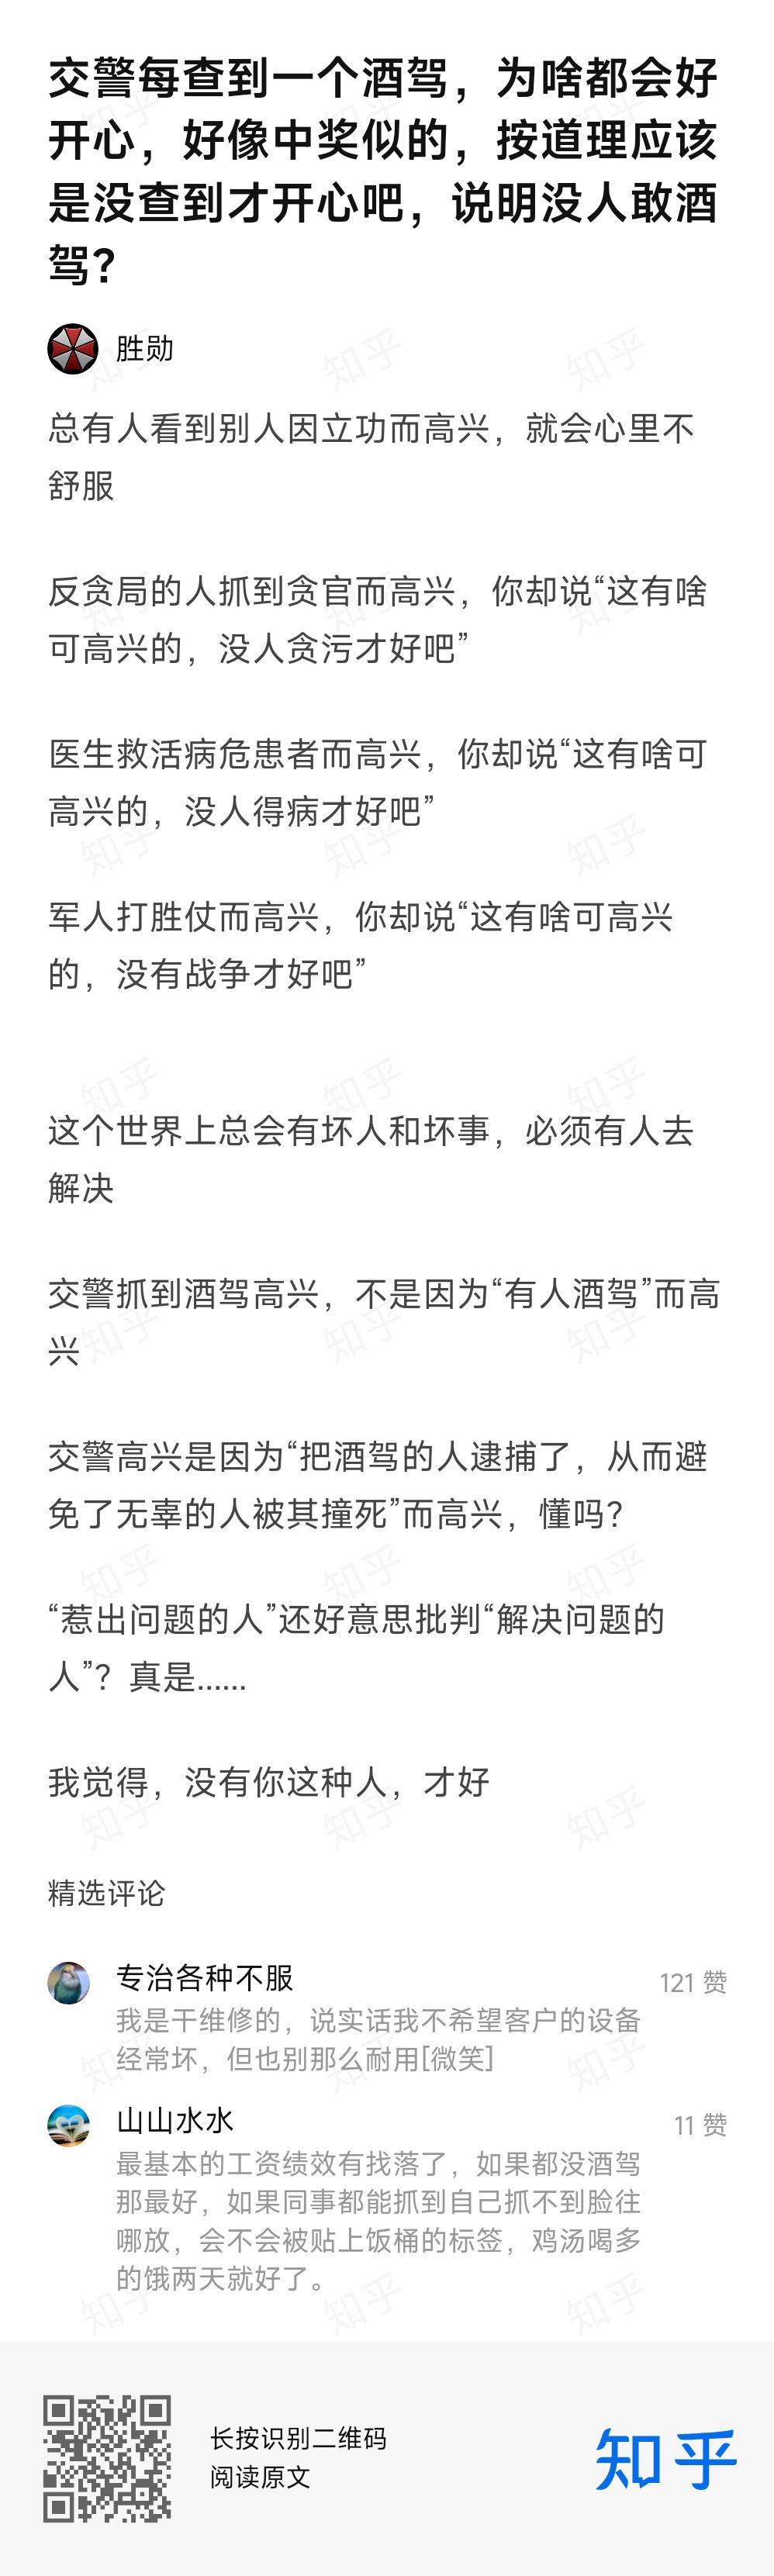 交警每查到一个酒驾，为啥都会好
开心，好像中奖似的，按道理应该
是没查到才开心吧，说明没人敢酒
驾？
胜勋
总有人看到别人因立功而高兴，就会心里不
舒服
反贪局的人抓到贪官而高兴，你却说“这有啥
可高兴的，没人贪污才好吧”
医生救活病危患者而高兴，你却说“这有啥可
高兴的，没人得病才好吧”
军人打胜仗而高兴，你却说“这有啥可高兴
的，没有战争才好吧”
这个世界上总会有坏人和坏事，必须有人去
解决
交警抓到酒驾高兴，不是因为“有人酒驾”而高
兴
交警高兴是因为“把酒驾的人逮捕了，从而避
免了无辜的人被其撞死”而高兴，懂吗？
“惹出问题的人”还好意思批判“解决问题的
人”？真是......
我觉得，没有你这种人，才好
精选评论
专治各种不服
121 赞
我是干维修的，说实话我不希望客户的设备
经常坏，但也别那么耐用[微笑]
山山水水
11 赞
最基本的工资绩效有找落了，如果都没酒驾
那最好，如果同事都能抓到自己抓不到脸往
哪放，会不会被贴上饭桶的标签，鸡汤喝多
的饿两天就好了。
长按识别二维码
阅读原文
知乎